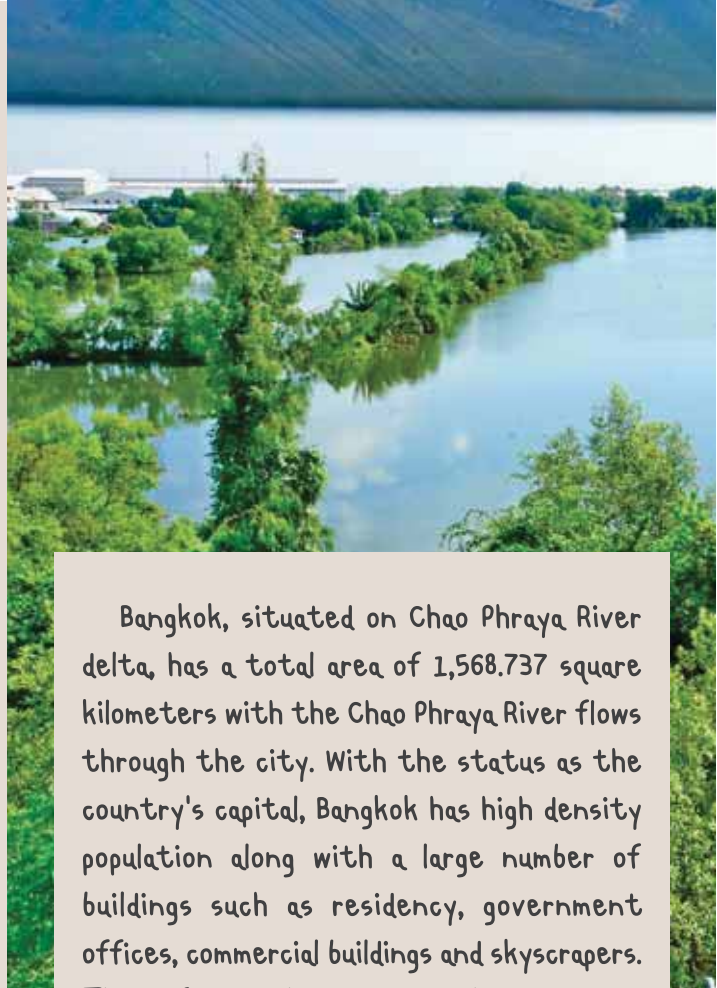 Bangkok, situated on Chao Phraya River
delta, has a total area of 1,568.737 square
kilometers with the Chao Phraya River flows
through the city. With the status as the
country's capital, Bangkok has high density
population along with a large number of
buildings such as residency, government
offices, commercial buildings and skyscrapers.